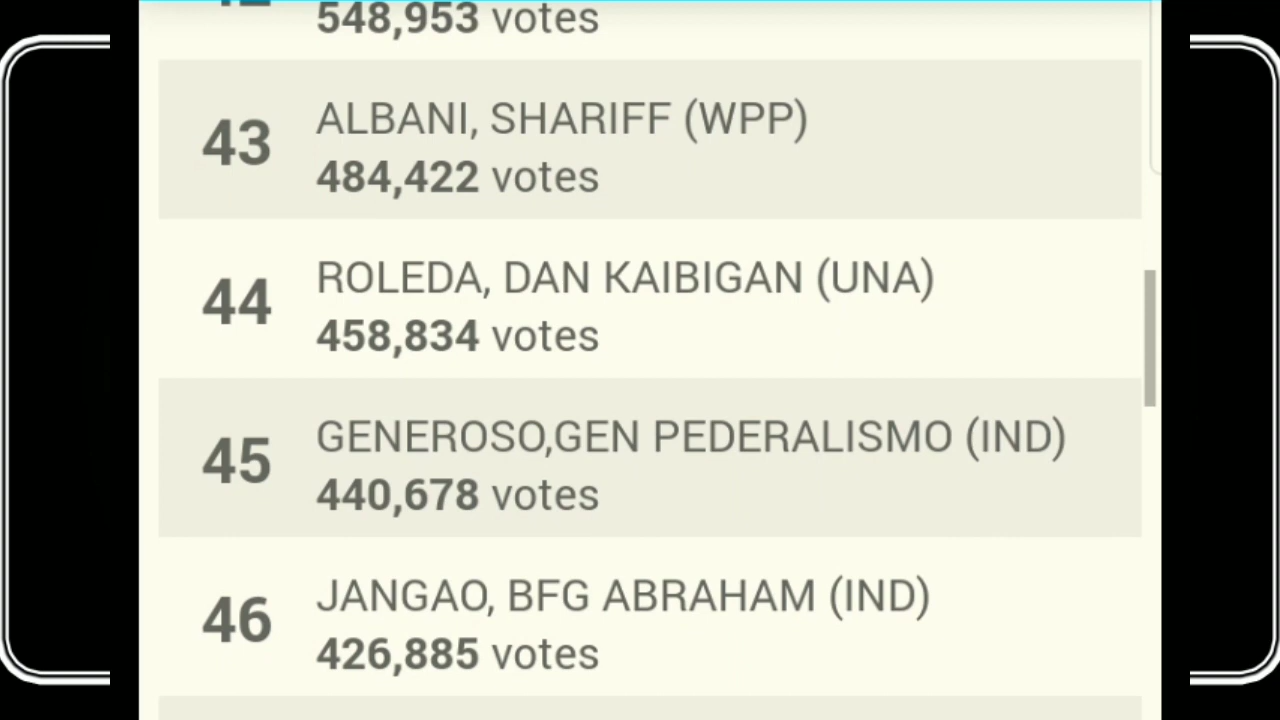 548,953 votes
43
ALBANI, SHARIFF (WPP)
484,422 votes
44
ROLEDA, DAN KAIBIGAN (UNA)
458,834 votes
45
GENEROSO,GEN PEDERALISMO (IND)
440,678 votes
46
JANGAO, BFG ABRAHAM (IND)
426,885 votes